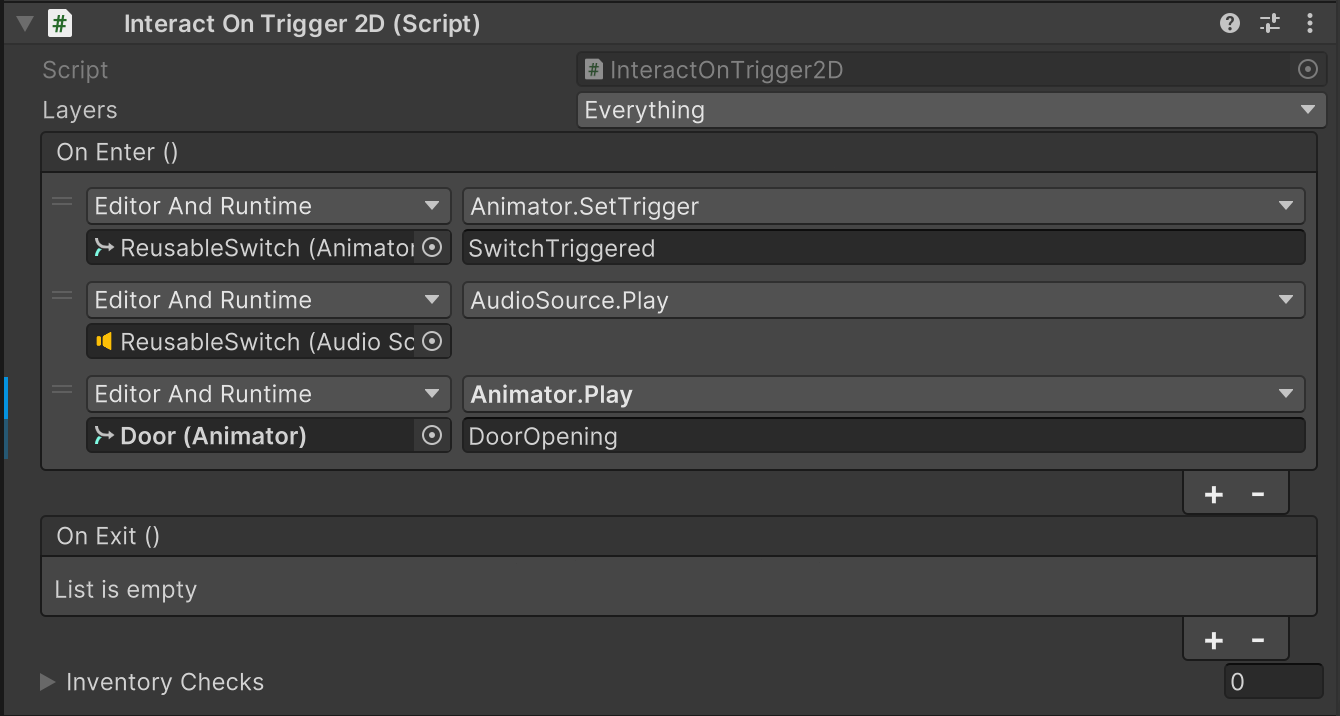 # Interact On Trigger 2D (Script) ?
Script # InteractOnTrigger2D
Layers Everything
On Enter ()
Editor And Runtime Animator.SetTrigger
ReusableSwitch (Animator SwitchTriggered
Editor And Runtime AudioSource.Play
ReusableSwitch (Audio Sc
Editor And Runtime Animator.Play
Door (Animator) DoorOpening
+ -
On Exit ()
List is empty
+ -
Inventory Checks 0